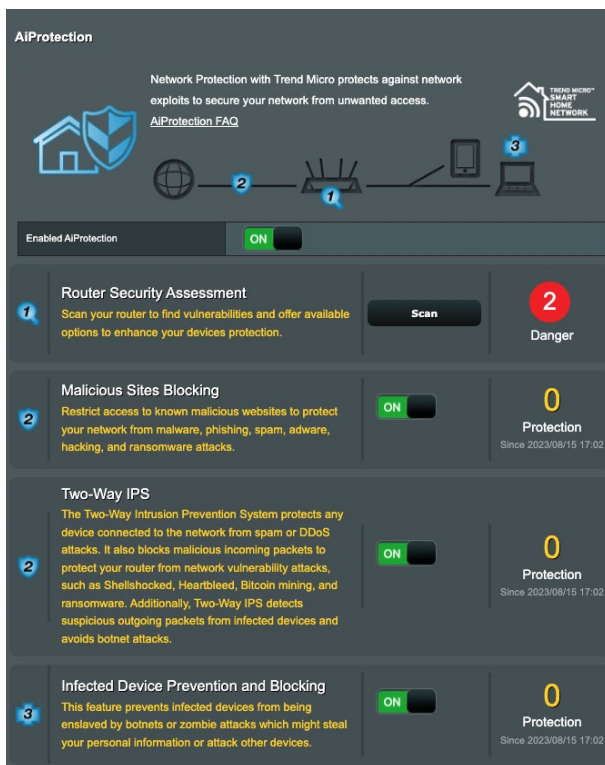 AiProtection
Network Protection with Trend Micro protects against network
exploits to secure your network from unwanted access.
AiProtection FAQ
TREND MICRO™
SMART
HOME
NETWORK
3
2
1
Enabled AiProtection
ON
1
Router Security Assessment
Scan your router to find vulnerabilities and offer available
options to enhance your devices protection.
Scan
2
Danger
2
Malicious Sites Blocking
Restrict access to known malicious websites to protect
your network from malware, phishing, spam, adware,
hacking, and ransomware attacks.
ON
0
Protection
Since 2023/08/15 17:02
2
Two-Way IPS
The Two-Way Intrusion Prevention System protects any
device connected to the network from spam or DDoS
attacks. It also blocks malicious incoming packets to
protect your router from network vulnerability attacks,
such as Shellshocked, Heartbleed, Bitcoin mining, and
ransomware. Additionally, Two-Way IPS detects
suspicious outgoing packets from infected devices and
avoids botnet attacks.
ON
0
Protection
Since 2023/08/15 17:02
3
Infected Device Prevention and Blocking
This feature prevents infected devices from being
enslaved by botnets or zombie attacks which might steal
your personal information or attack other devices.
ON
0
Protection
Since 2023/08/15 17:02